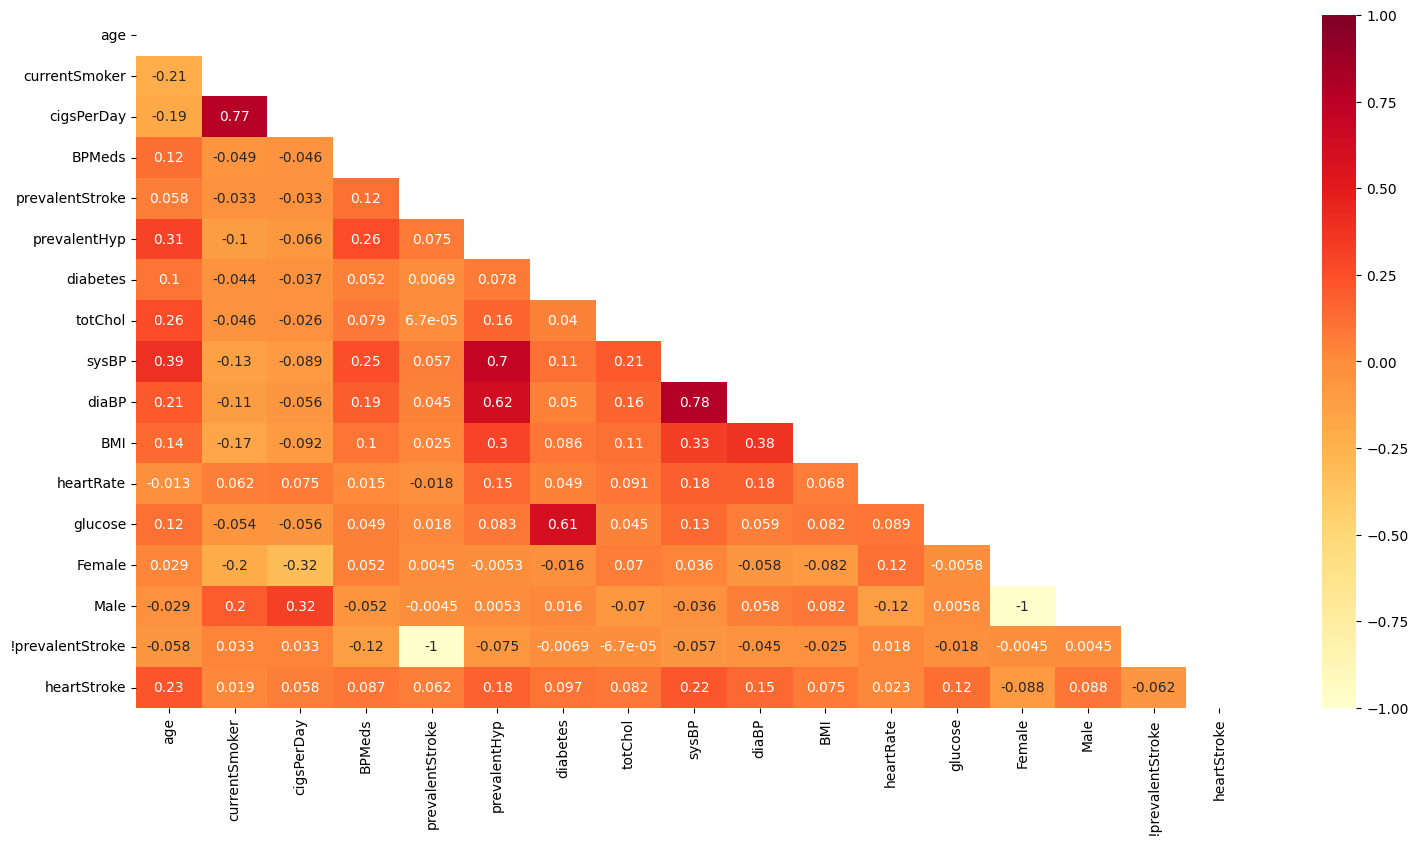 age
currentSmoker -0.21
cigsPerDay -0.19 0.77
BPMeds 0.12 -0.049 -0.046
prevalentStroke 0.058 -0.033 -0.033 0.12
prevalentHyp 0.31 -0.1 -0.066 0.26 0.075
diabetes 0.1 -0.044 -0.037 0.052 0.0069 0.078
totChol 0.26 -0.046 -0.026 0.079 6.7e-05 0.16 0.04
sysBP 0.39 -0.13 -0.089 0.25 0.057 0.7 0.11 0.21
diaBP 0.21 -0.11 -0.056 0.19 0.045 0.62 0.05 0.16 0.78
BMI 0.14 -0.17 -0.092 0.1 0.025 0.3 0.086 0.11 0.33 0.38
heartRate -0.013 0.062 0.075 0.015 -0.018 0.15 0.049 0.091 0.18 0.18 0.068
glucose 0.12 -0.054 -0.056 0.049 0.018 0.083 0.61 0.045 0.13 0.059 0.082 0.089
Female 0.029 -0.2 -0.32 0.052 0.0045 -0.0053 -0.016 0.07 0.036 -0.058 -0.082 0.12 -0.0058
Male -0.029 0.2 0.32 -0.052 -0.0045 0.0053 0.016 -0.07 -0.036 0.058 0.082 -0.12 0.0058 -1
!prevalentStroke -0.058 0.033 0.033 -0.12 -1 -0.075 -0.0069 -6.7e-05 -0.057 -0.045 -0.025 0.018 -0.018 -0.0045 0.0045
heartStroke 0.23 0.019 0.058 0.087 0.062 0.18 0.097 0.082 0.22 0.15 0.075 0.023 0.12 -0.088 0.088 -0.062
age currentSmoker cigsPerDay BPMeds prevalentStroke prevalentHyp diabetes totChol sysBP diaBP BMI heartRate glucose Female Male !prevalentStroke heartStroke
1.00
0.75
0.50
0.25
0.00
−0.25
−0.50
−0.75
−1.00